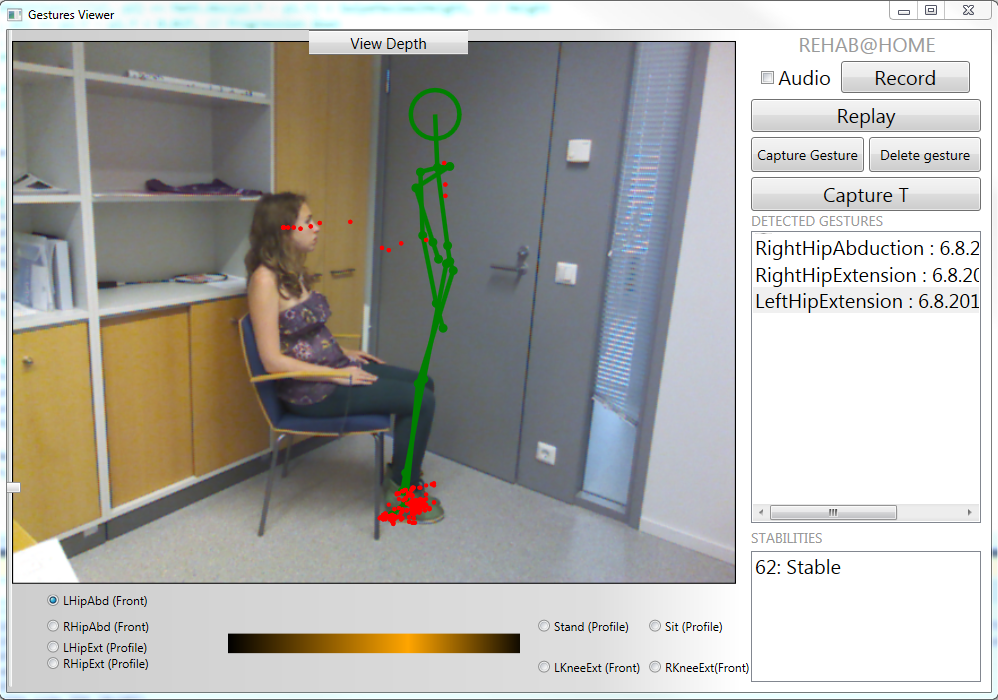 Gestures Viewer
View Depth
REHAB@HOME
Audio
Record
Replay
Capture Gesture
Delete gesture
Capture T
DETECTED GESTURES
RightHipAbduction : 6.8.2
RightHipExtension : 6.8.20
LeftHipExtension : 6.8.201
STABILITIES
62: Stable
LHipAbd (Front)
RHipAbd (Front)
LHipExt (Profile)
RHipExt (Profile)
Stand (Profile)
Sit (Profile)
LKneeExt (Front)
RKneeExt(Front)